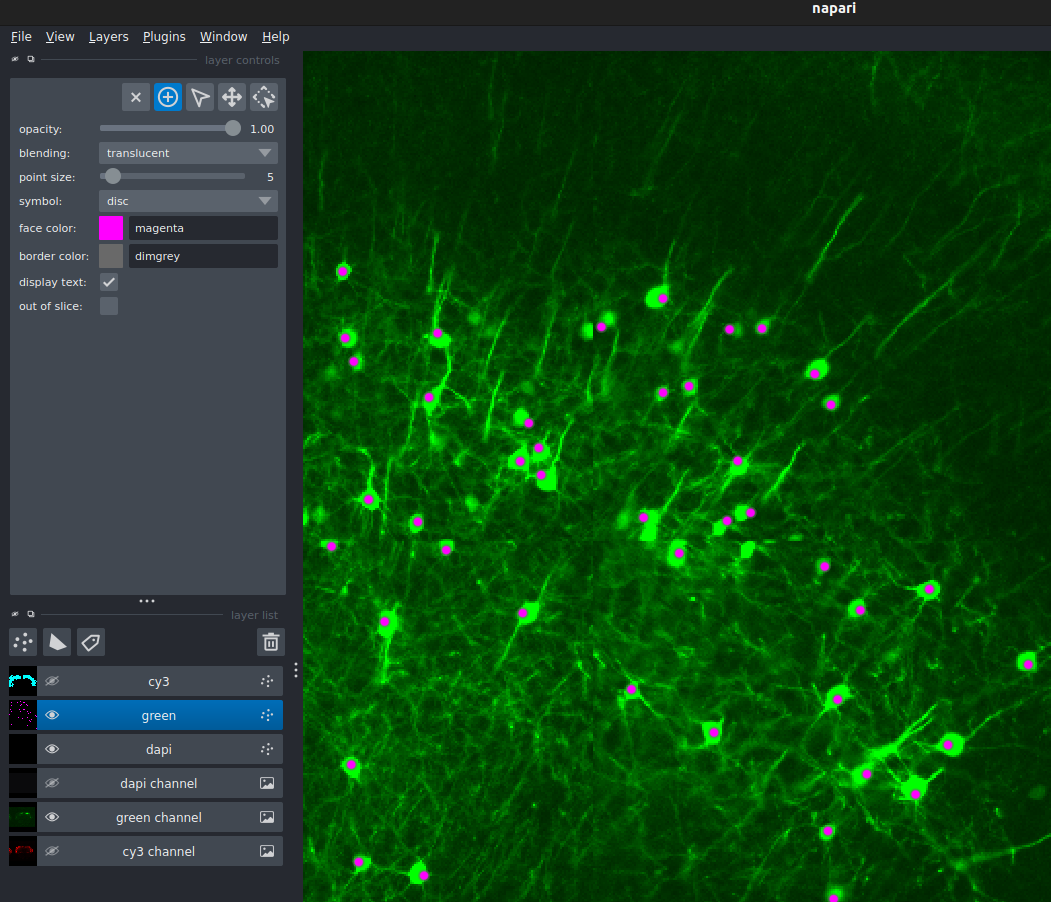 napari
File View Layers Plugins Window Help
layer controls
opacity: 1.00
blending: translucent
point size: 5
symbol: disc
face color: magenta
border color: dimgrey
display text:
out of slice:
layer list
cy3
green
dapi
dapi channel
green channel
cy3 channel